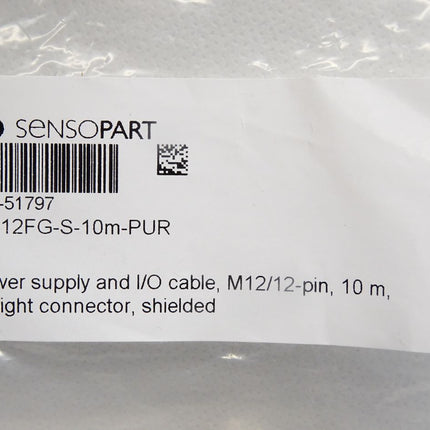 SENSOPART
-51797
12FG-S-10m-PUR
ver supply and I/O cable, M12/12-pin, 10 m,
ight connector, shielded